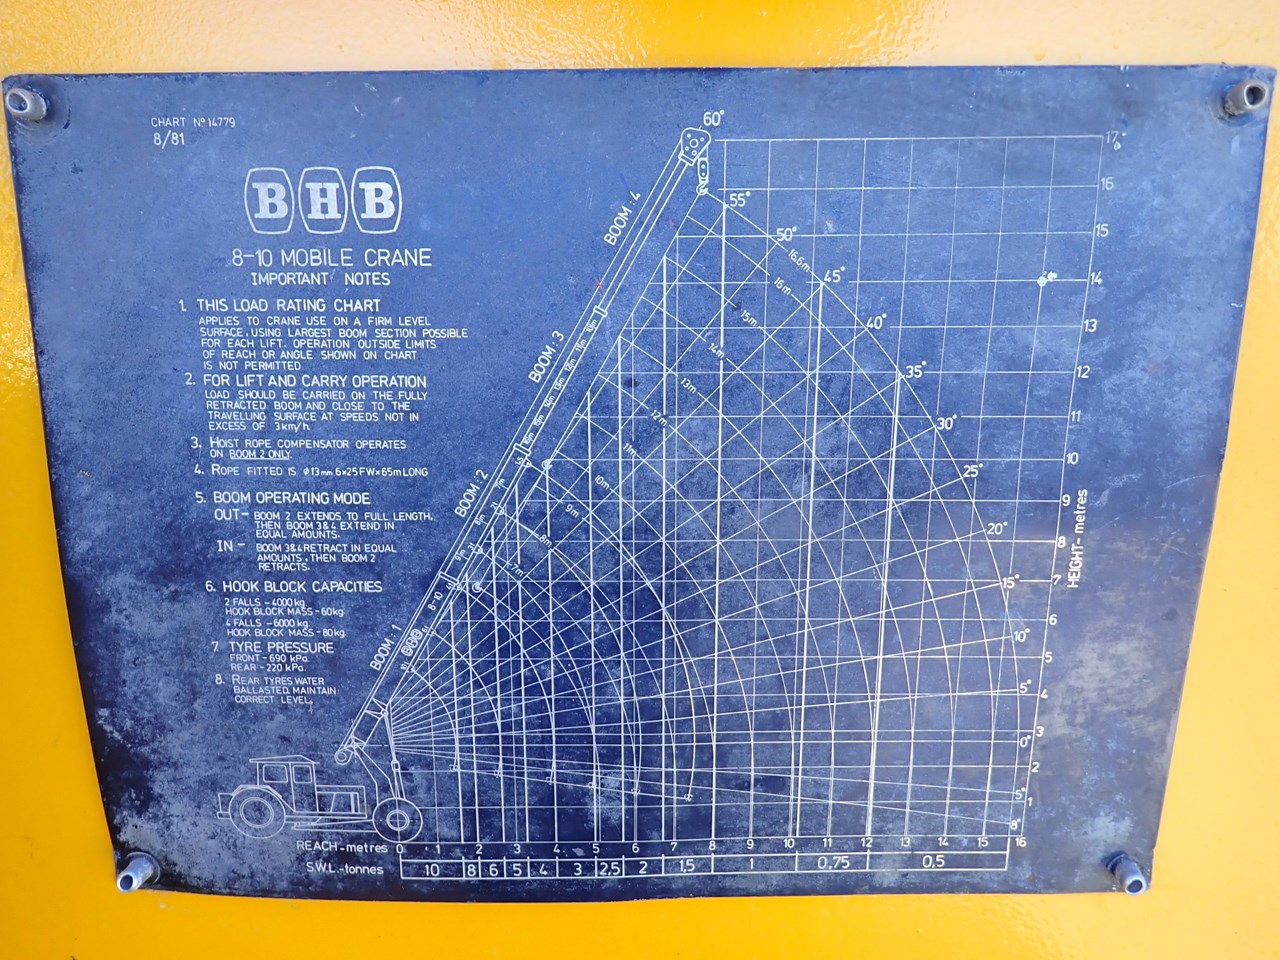 CHART Nº 14779
8/81
BHB
8-10 MOBILE CRANE
IMPORTANT NOTES
1. THIS LOAD RATING CHART
APPLIES TO CRANE USE ON A FIRM LEVEL
SURFACE, USING LARGEST BOOM SECTION POSSIBLE
FOR EACH LIFT. OPERATION OUTSIDE LIMITS
OF REACH OR ANGLE SHOWN ON CHART
IS NOT PERMITTED
2. FOR LIFT AND CARRY OPERATION
LOAD SHOULD BE CARRIED ON THE FULLY
RETRACTED BOOM AND CLOSE TO THE
TRAVELLING SURFACE AT SPEEDS NOT IN
EXCESS OF 3km/h.
3. HOIST ROPE COMPENSATOR OPERATES
ON BOOM 2 ONLY.
4. ROPE FITTED IS φ13mm 6×25FW×65m LONG
5. BOOM OPERATING MODE
OUT- BOOM 2 EXTENDS TO FULL LENGTH,
THEN BOOM 3&4 EXTEND IN
EQUAL AMOUNTS.
IN - BOOM 3&4 RETRACT IN EQUAL
AMOUNTS, THEN BOOM 2
RETRACTS.
6. HOOK BLOCK CAPACITIES
2 FALLS -4000kg
HOOK BLOCK MASS -60kg
4 FALLS -6000kg
HOOK BLOCK MASS -80kg
7. TYRE PRESSURE
FRONT -690 kPa.
REAR -220 kPa.
8. REAR TYRES WATER
BALLASTED, MAINTAIN
CORRECT LEVEL.
BOOM:4
BOOM:3
BOOM:2
BOOM:1
8-10
60°
55°
50°
45°
40°
35°
30°
25°
20°
15°
10°
5°
0°
5°
8°
16.6m
16m
15m
14m
13m
12m
11m
10m
9m
8m
7m
17
16
15
14
13
12
11
10
9
8
7
6
5
4
3
2
1
HEIGHT-metres
REACH-metres 0 1 2 3 4 5 6 7 8 9 10 11 12 13 14 15 16
S.W.L.-tonnes 10 8 6 5 4 3 2,5 2 1,5 1 0,75 0,5